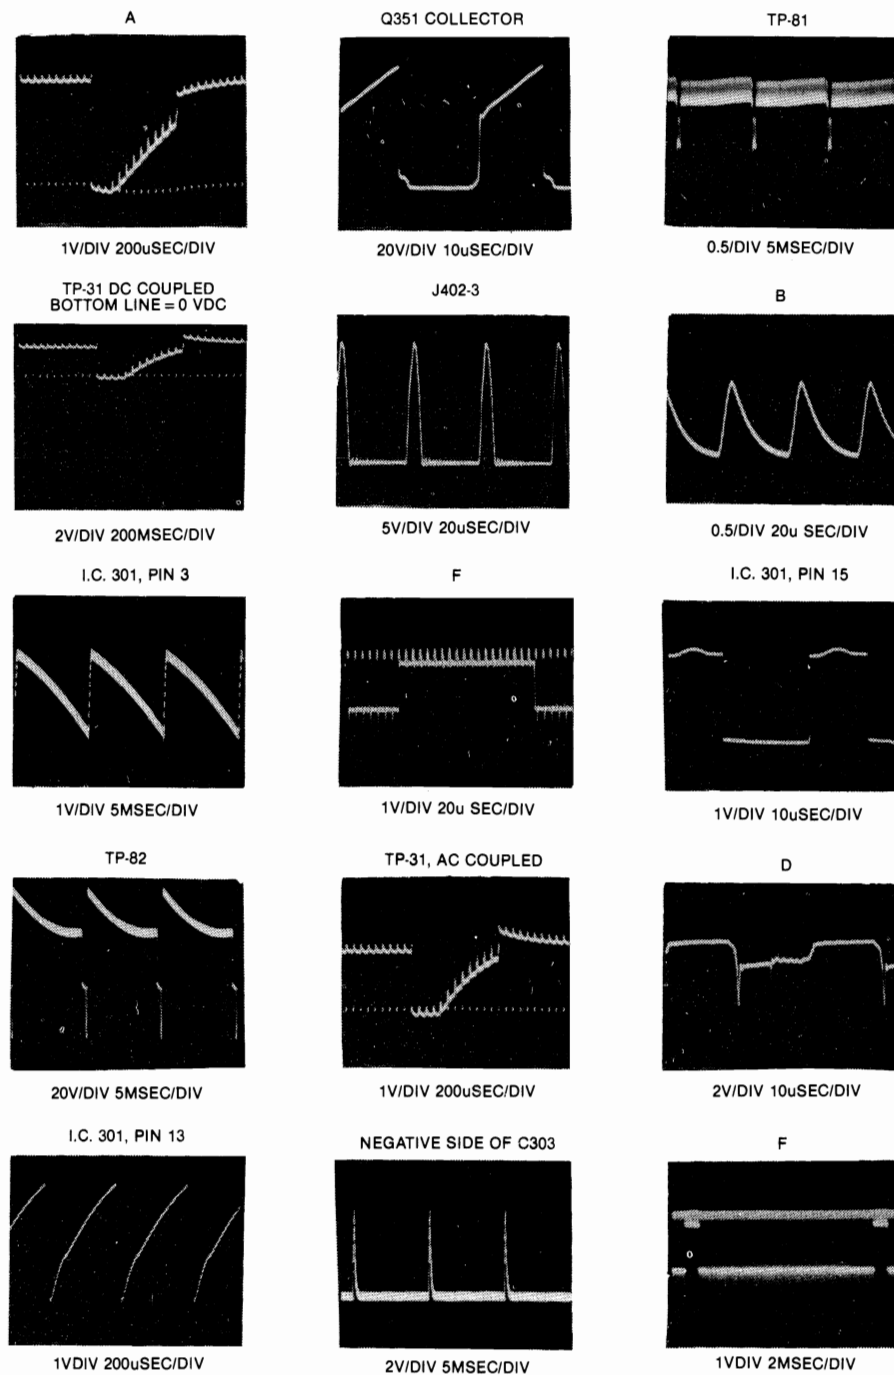 A
Q351 COLLECTOR
TP-81
1V/DIV 200uSEC/DIV
20V/DIV 10uSEC/DIV
0.5/DIV 5MSEC/DIV
TP-31 DC COUPLED
BOTTOM LINE = 0 VDC
J402-3
B
2V/DIV 200MSEC/DIV
5V/DIV 20uSEC/DIV
0.5/DIV 20u SEC/DIV
I.C. 301, PIN 3
F
I.C. 301, PIN 15
1V/DIV 5MSEC/DIV
1V/DIV 20u SEC/DIV
1V/DIV 10uSEC/DIV
TP-82
TP-31, AC COUPLED
D
20V/DIV 5MSEC/DIV
1V/DIV 200uSEC/DIV
2V/DIV 10uSEC/DIV
I.C. 301, PIN 13
NEGATIVE SIDE OF C303
F
1VDIV 200uSEC/DIV
2V/DIV 5MSEC/DIV
1VDIV 2MSEC/DIV